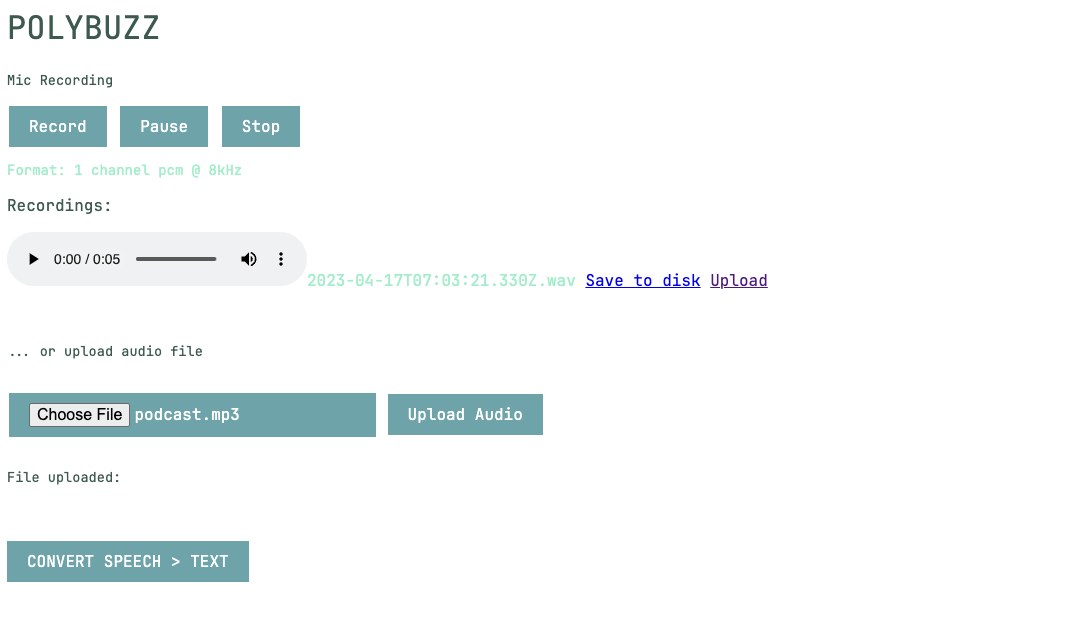 POLYBUZZ
Mic Recording
Record Pause Stop
Format: 1 channel pcm @ 8kHz
Recordings:
0:00 / 0:05
2023-04-17T07:03:21.330Z.wav Save to disk Upload
... or upload audio file
Choose File podcast.mp3 Upload Audio
File uploaded:
CONVERT SPEECH > TEXT